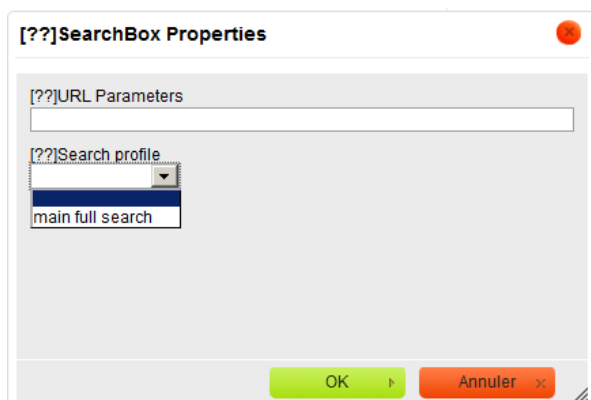 [??]SearchBox Properties
[??]URL Parameters
[??]Search profile
main full search
OK
Annuler